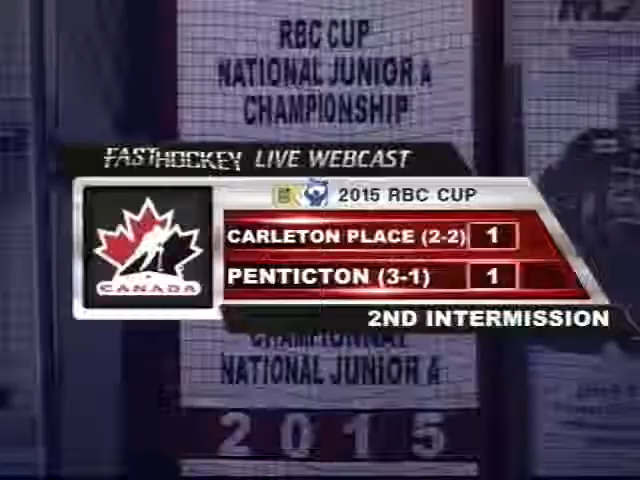 RBC CUP
NATIONAL JUNIOR A
CHAMPIONSHIP
FASTHOCKEY LIVE WEBCAST
2015 RBC CUP
CARLETON PLACE (2-2) 1
PENTICTON (3-1) 1
CANADA
2ND INTERMISSION
CHAMPIONNAT
NATIONAL JUNIOR A
2015